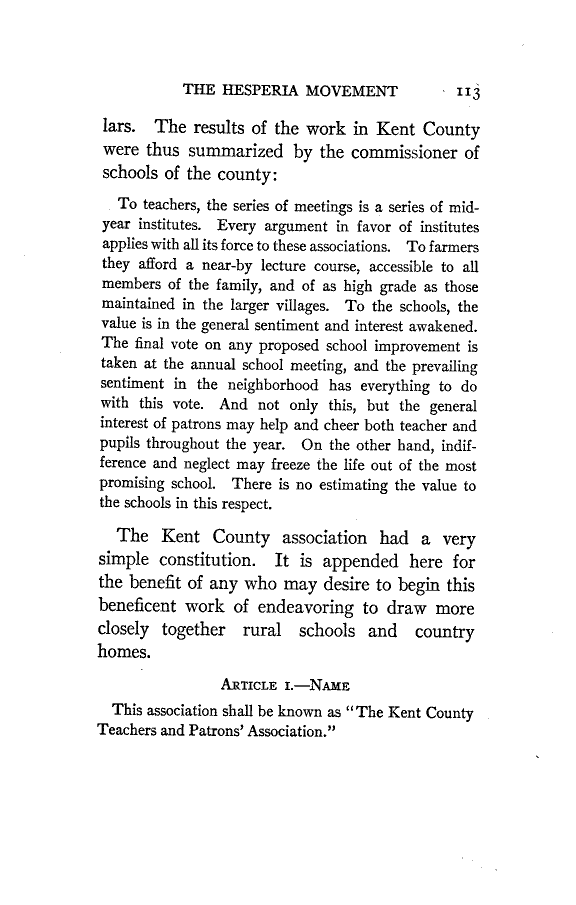 THE HESPERIA MOVEMENT 113
lars. The results of the work in Kent County
were thus summarized by the commissioner of
schools of the county:
To teachers, the series of meetings is a series of mid-
year institutes. Every argument in favor of institutes
applies with all its force to these associations. To farmers
they afford a near-by lecture course, accessible to all
members of the family, and of as high grade as those
maintained in the larger villages. To the schools, the
value is in the general sentiment and interest awakened.
The final vote on any proposed school improvement is
taken at the annual school meeting, and the prevailing
sentiment in the neighborhood has everything to do
with this vote. And not only this, but the general
interest of patrons may help and cheer both teacher and
pupils throughout the year. On the other hand, indif-
ference and neglect may freeze the life out of the most
promising school. There is no estimating the value to
the schools in this respect.
The Kent County association had a very
simple constitution. It is appended here for
the benefit of any who may desire to begin this
beneficent work of endeavoring to draw more
closely together rural schools and country
homes.
ARTICLE I.—NAME
This association shall be known as "The Kent County
Teachers and Patrons' Association."